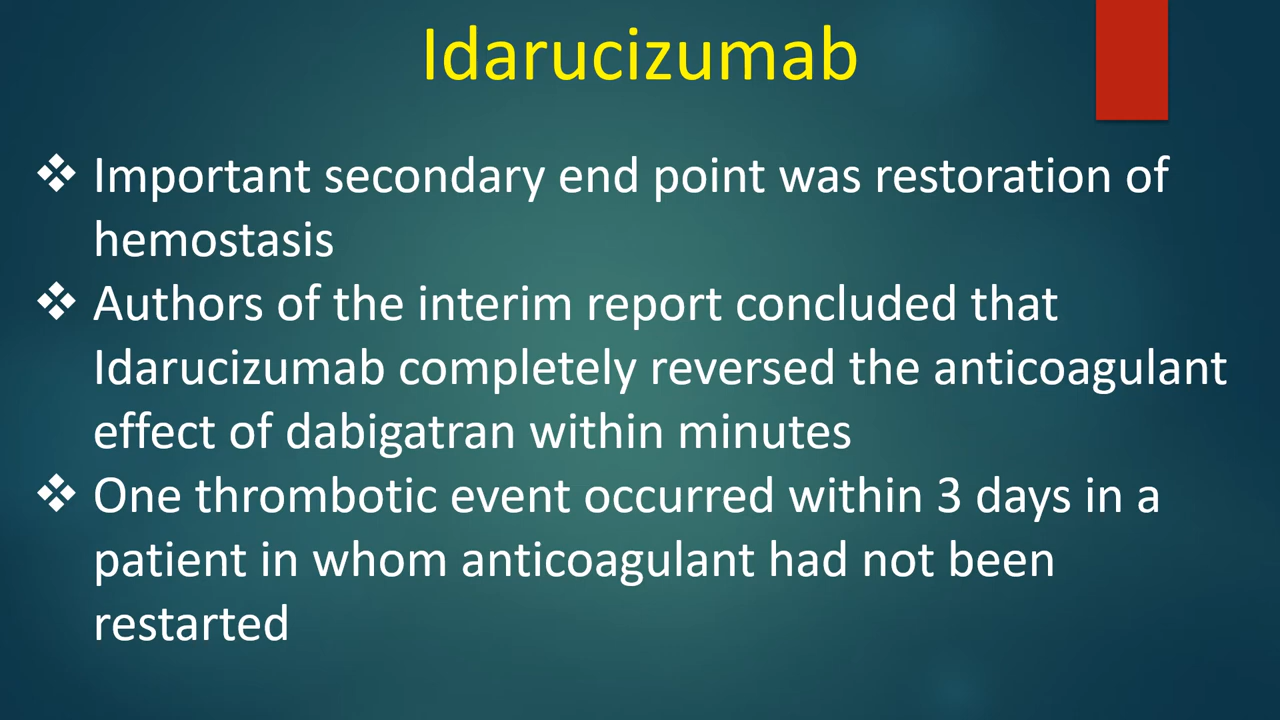 Idarucizumab
❖ Important secondary end point was restoration of
hemostasis
❖ Authors of the interim report concluded that
Idarucizumab completely reversed the anticoagulant
effect of dabigatran within minutes
❖ One thrombotic event occurred within 3 days in a
patient in whom anticoagulant had not been
restarted